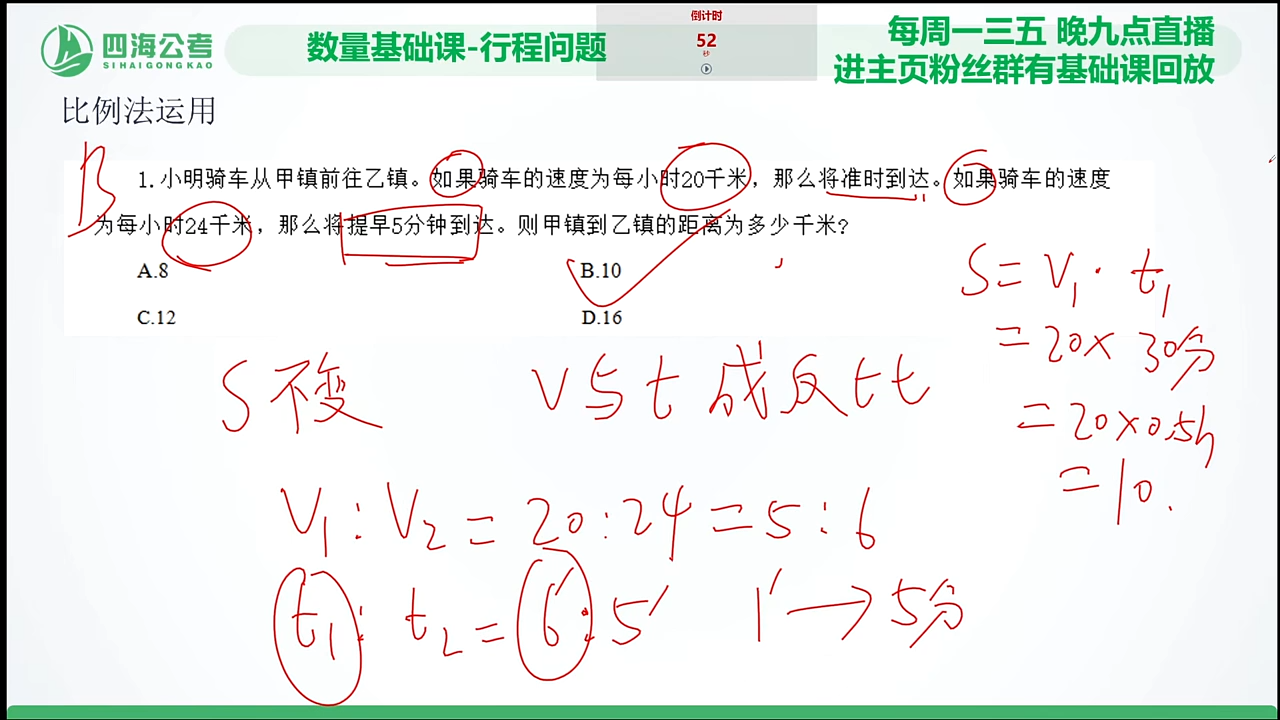 四海公考
SIHAIGONGKAO
数量基础课-行程问题
倒计时
52
秒
每周一三五 晚九点直播
进主页粉丝群有基础课回放
比例法运用
B
1.小明骑车从甲镇前往乙镇。如果骑车的速度为每小时20千米，那么将准时到达。如果骑车的速度
为每小时24千米，那么将提早5分钟到达。则甲镇到乙镇的距离为多少千米?
A.8
B.10
C.12
D.16
S=V₁·t₁
=20×30分
=20×0.5h
=10.
S不变 V与t成反比
V₁:V₂=20:24=5:6
t₁:t₂=6':5' 1'→5分